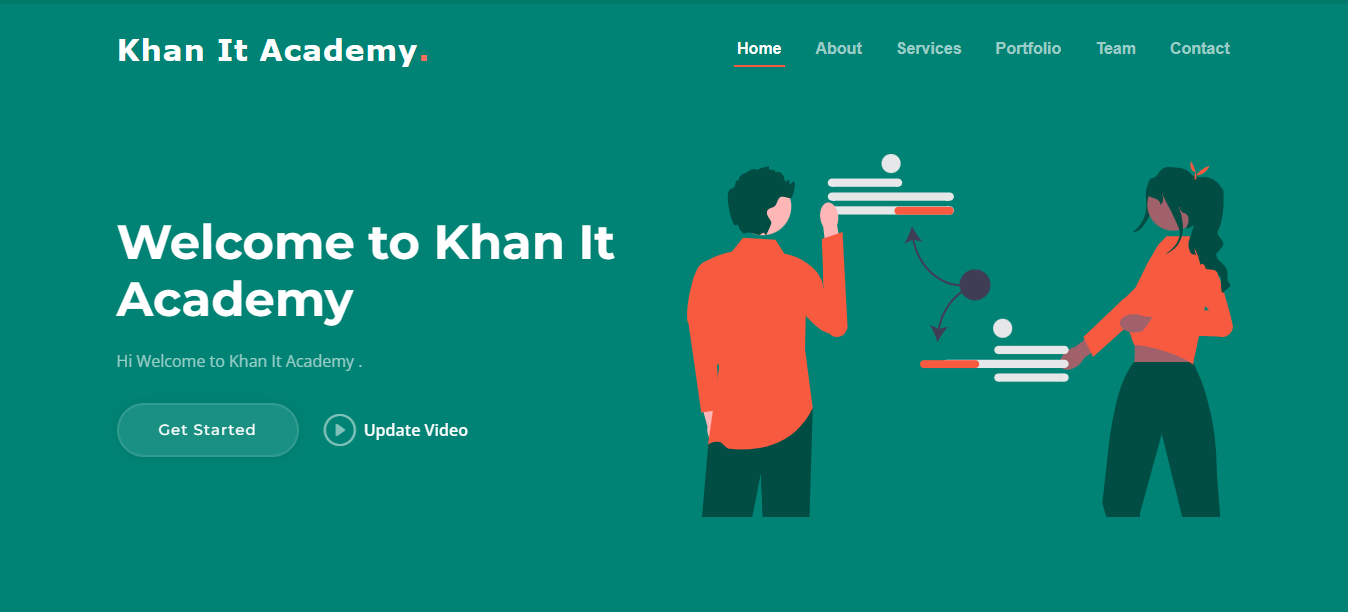 Khan It Academy.
Home About Services Portfolio Team Contact
Welcome to Khan It
Academy
Hi Welcome to Khan It Academy .
Get Started Update Video